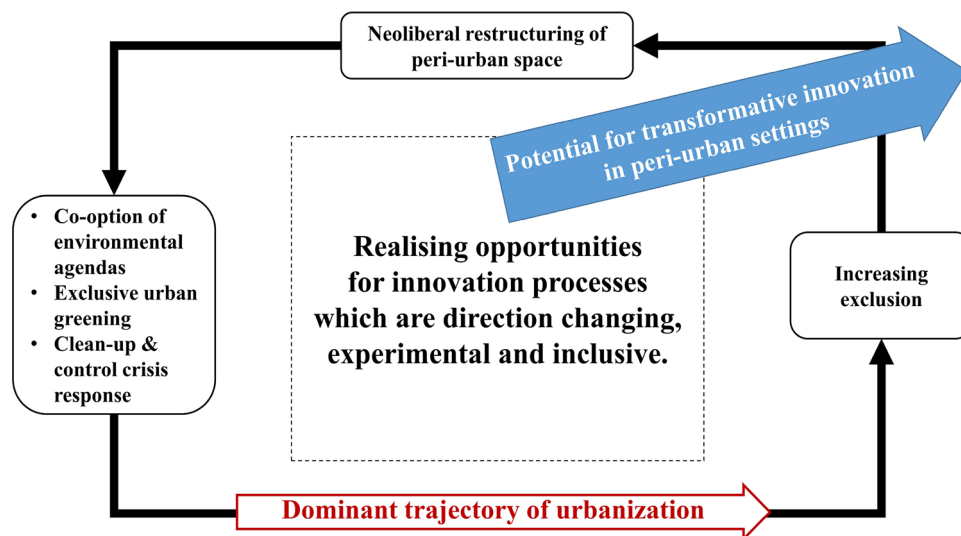 Neoliberal restructuring of
peri-urban space
Potential for transformative innovation
in peri-urban settings
• Co-option of
environmental
agendas
• Exclusive urban
greening
• Clean-up &
control crisis
response
Realising opportunities
for innovation processes
which are direction changing,
experimental and inclusive.
Increasing
exclusion
Dominant trajectory of urbanization